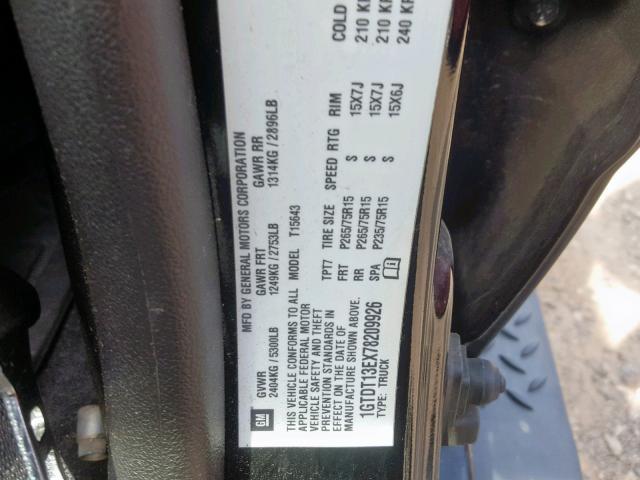 GM
MFD BY GENERAL MOTORS CORPORATION
GVWR GAWR FRT GAWR RR
2404KG / 5300LB 1249KG / 2753LB 1314KG / 2896LB
THIS VEHICLE CONFORMS TO ALL
APPLICABLE FEDERAL MOTOR
VEHICLE SAFETY AND THEFT
PREVENTION STANDARDS IN
EFFECT ON THE DATE OF
MANUFACTURE SHOWN ABOVE.
1GTDT13EX78209926
TYPE: TRUCK
MODEL T15643
TPT7 TIRE SIZE SPEED RTG RIM COLD
FRT P265/75R15 S 15X7J 210 KP
RR P265/75R15 S 15X7J 210 KP
SPA P235/75R15 S 15X6J 240 KP